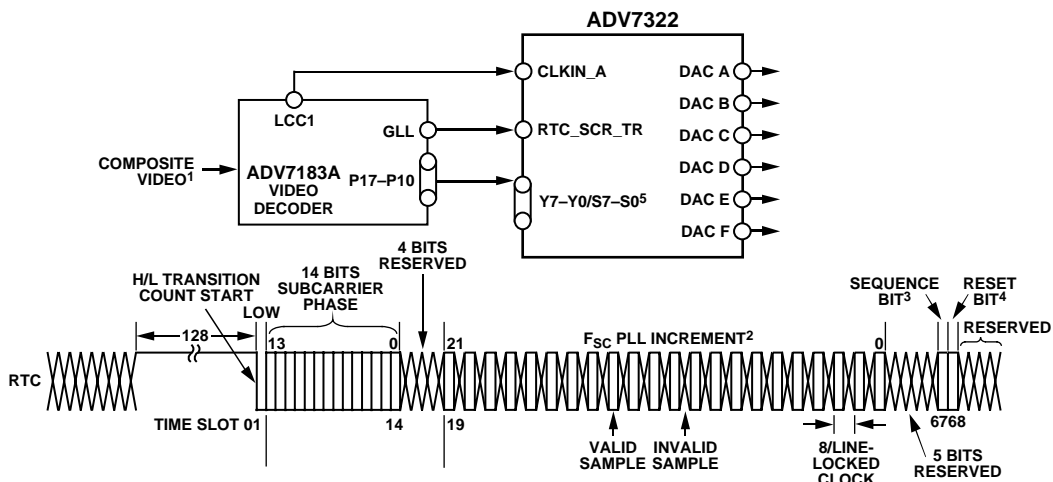 ADV7322
CLKIN_A
DAC A
DAC B
LCC1
GLL
RTC_SCR_TR
DAC C
COMPOSITE
VIDEO1
ADV7183A
VIDEO
DECODER
P17–P10
DAC D
Y7–Y0/S7–S05
DAC E
DAC F
H/L TRANSITION
COUNT START
14 BITS
SUBCARRIER
PHASE
4 BITS
RESERVED
SEQUENCE
BIT3
RESET
BIT4
RESERVED
LOW
128
13
0
21
FSC PLL INCREMENT2
0
RTC
TIME SLOT 01
14
19
VALID
SAMPLE
INVALID
SAMPLE
8/LINE-
LOCKED
CLOCK
6768
5 BITS
RESERVED